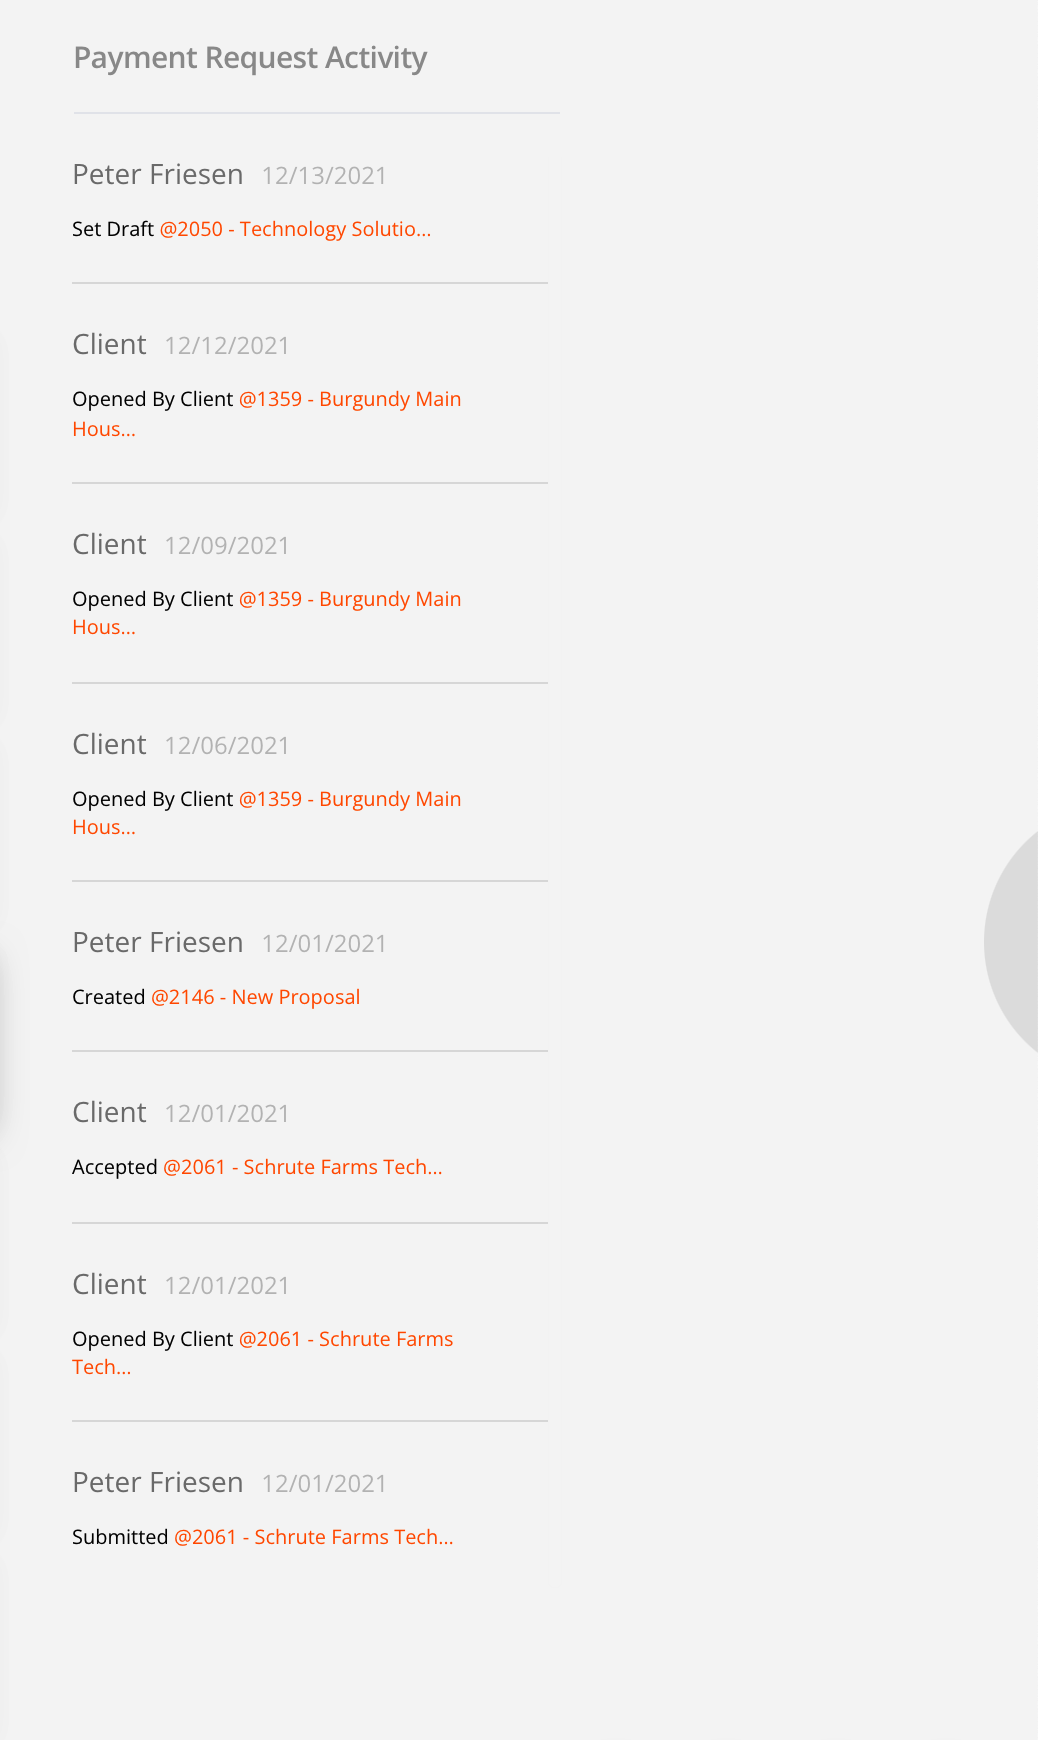 Payment Request Activity
Peter Friesen 12/13/2021
Set Draft @2050 - Technology Solutio...
Client 12/12/2021
Opened By Client @1359 - Burgundy Main
Hous...
Client 12/09/2021
Opened By Client @1359 - Burgundy Main
Hous...
Client 12/06/2021
Opened By Client @1359 - Burgundy Main
Hous...
Peter Friesen 12/01/2021
Created @2146 - New Proposal
Client 12/01/2021
Accepted @2061 - Schrute Farms Tech...
Client 12/01/2021
Opened By Client @2061 - Schrute Farms
Tech...
Peter Friesen 12/01/2021
Submitted @2061 - Schrute Farms Tech...